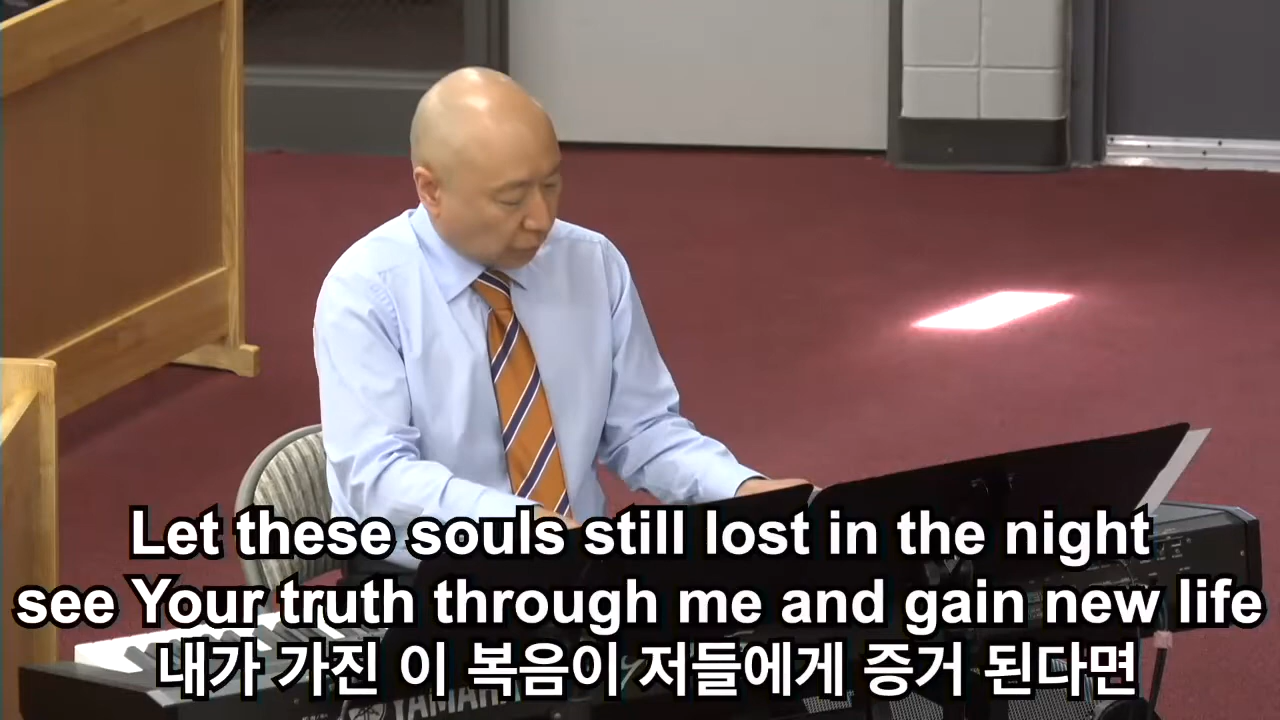 Let these souls still lost in the night
see Your truth through me and gain new life
내가 가진 이 복음이 저들에게 증거 된다면
YAMAHA